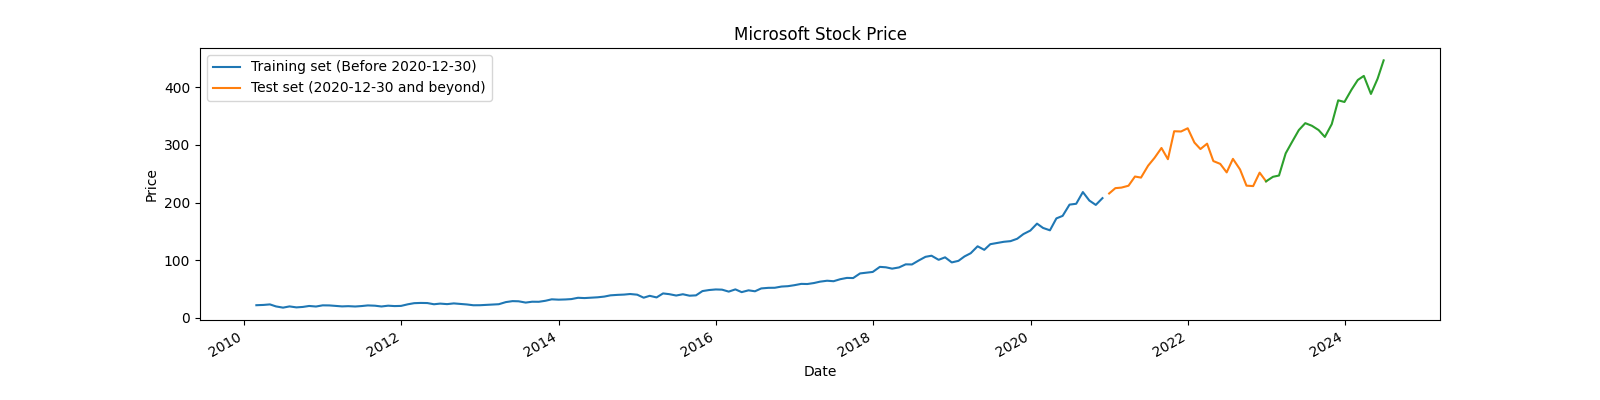 Microsoft Stock Price
Training set (Before 2020-12-30)
Test set (2020-12-30 and beyond)
Price
400
300
200
100
0
2010
2012
2014
2016
2018
2020
2022
2024
Date